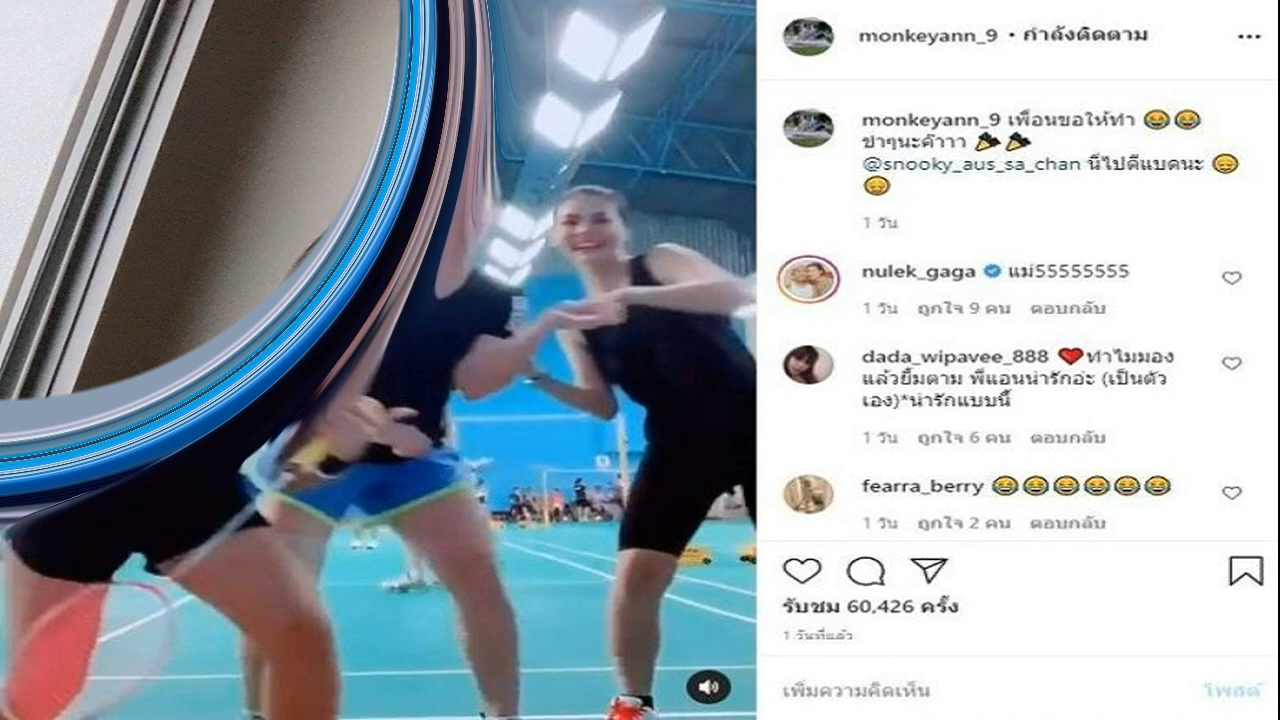 monkeyann_9 • กำลังติดตาม
monkeyann_9 เพื่อนขอให้ทำ 😂😂
ขำๆนะค๊าาา 🎉🎉
@snooky_aus_sa_chan นี่ไปตีแบดนะ 😊
😊
1 วัน
nulek_gaga แม่55555555
1 วัน ถูกใจ 9 คน ตอบกลับ
dada_wipavee_888 ❤️ทำไมมอง
แล้วยิ้มตาม พี่แอนน่ารักอ่ะ (เป็นตัว
เอง)*น่ารักแบบนี้
1 วัน ถูกใจ 6 คน ตอบกลับ
fearra_berry 😂😂😂😂😂😂
1 วัน ถูกใจ 2 คน ตอบกลับ
รับชม 60,426 ครั้ง
1 วันที่แล้ว
เพิ่มความคิดเห็น โพสต์